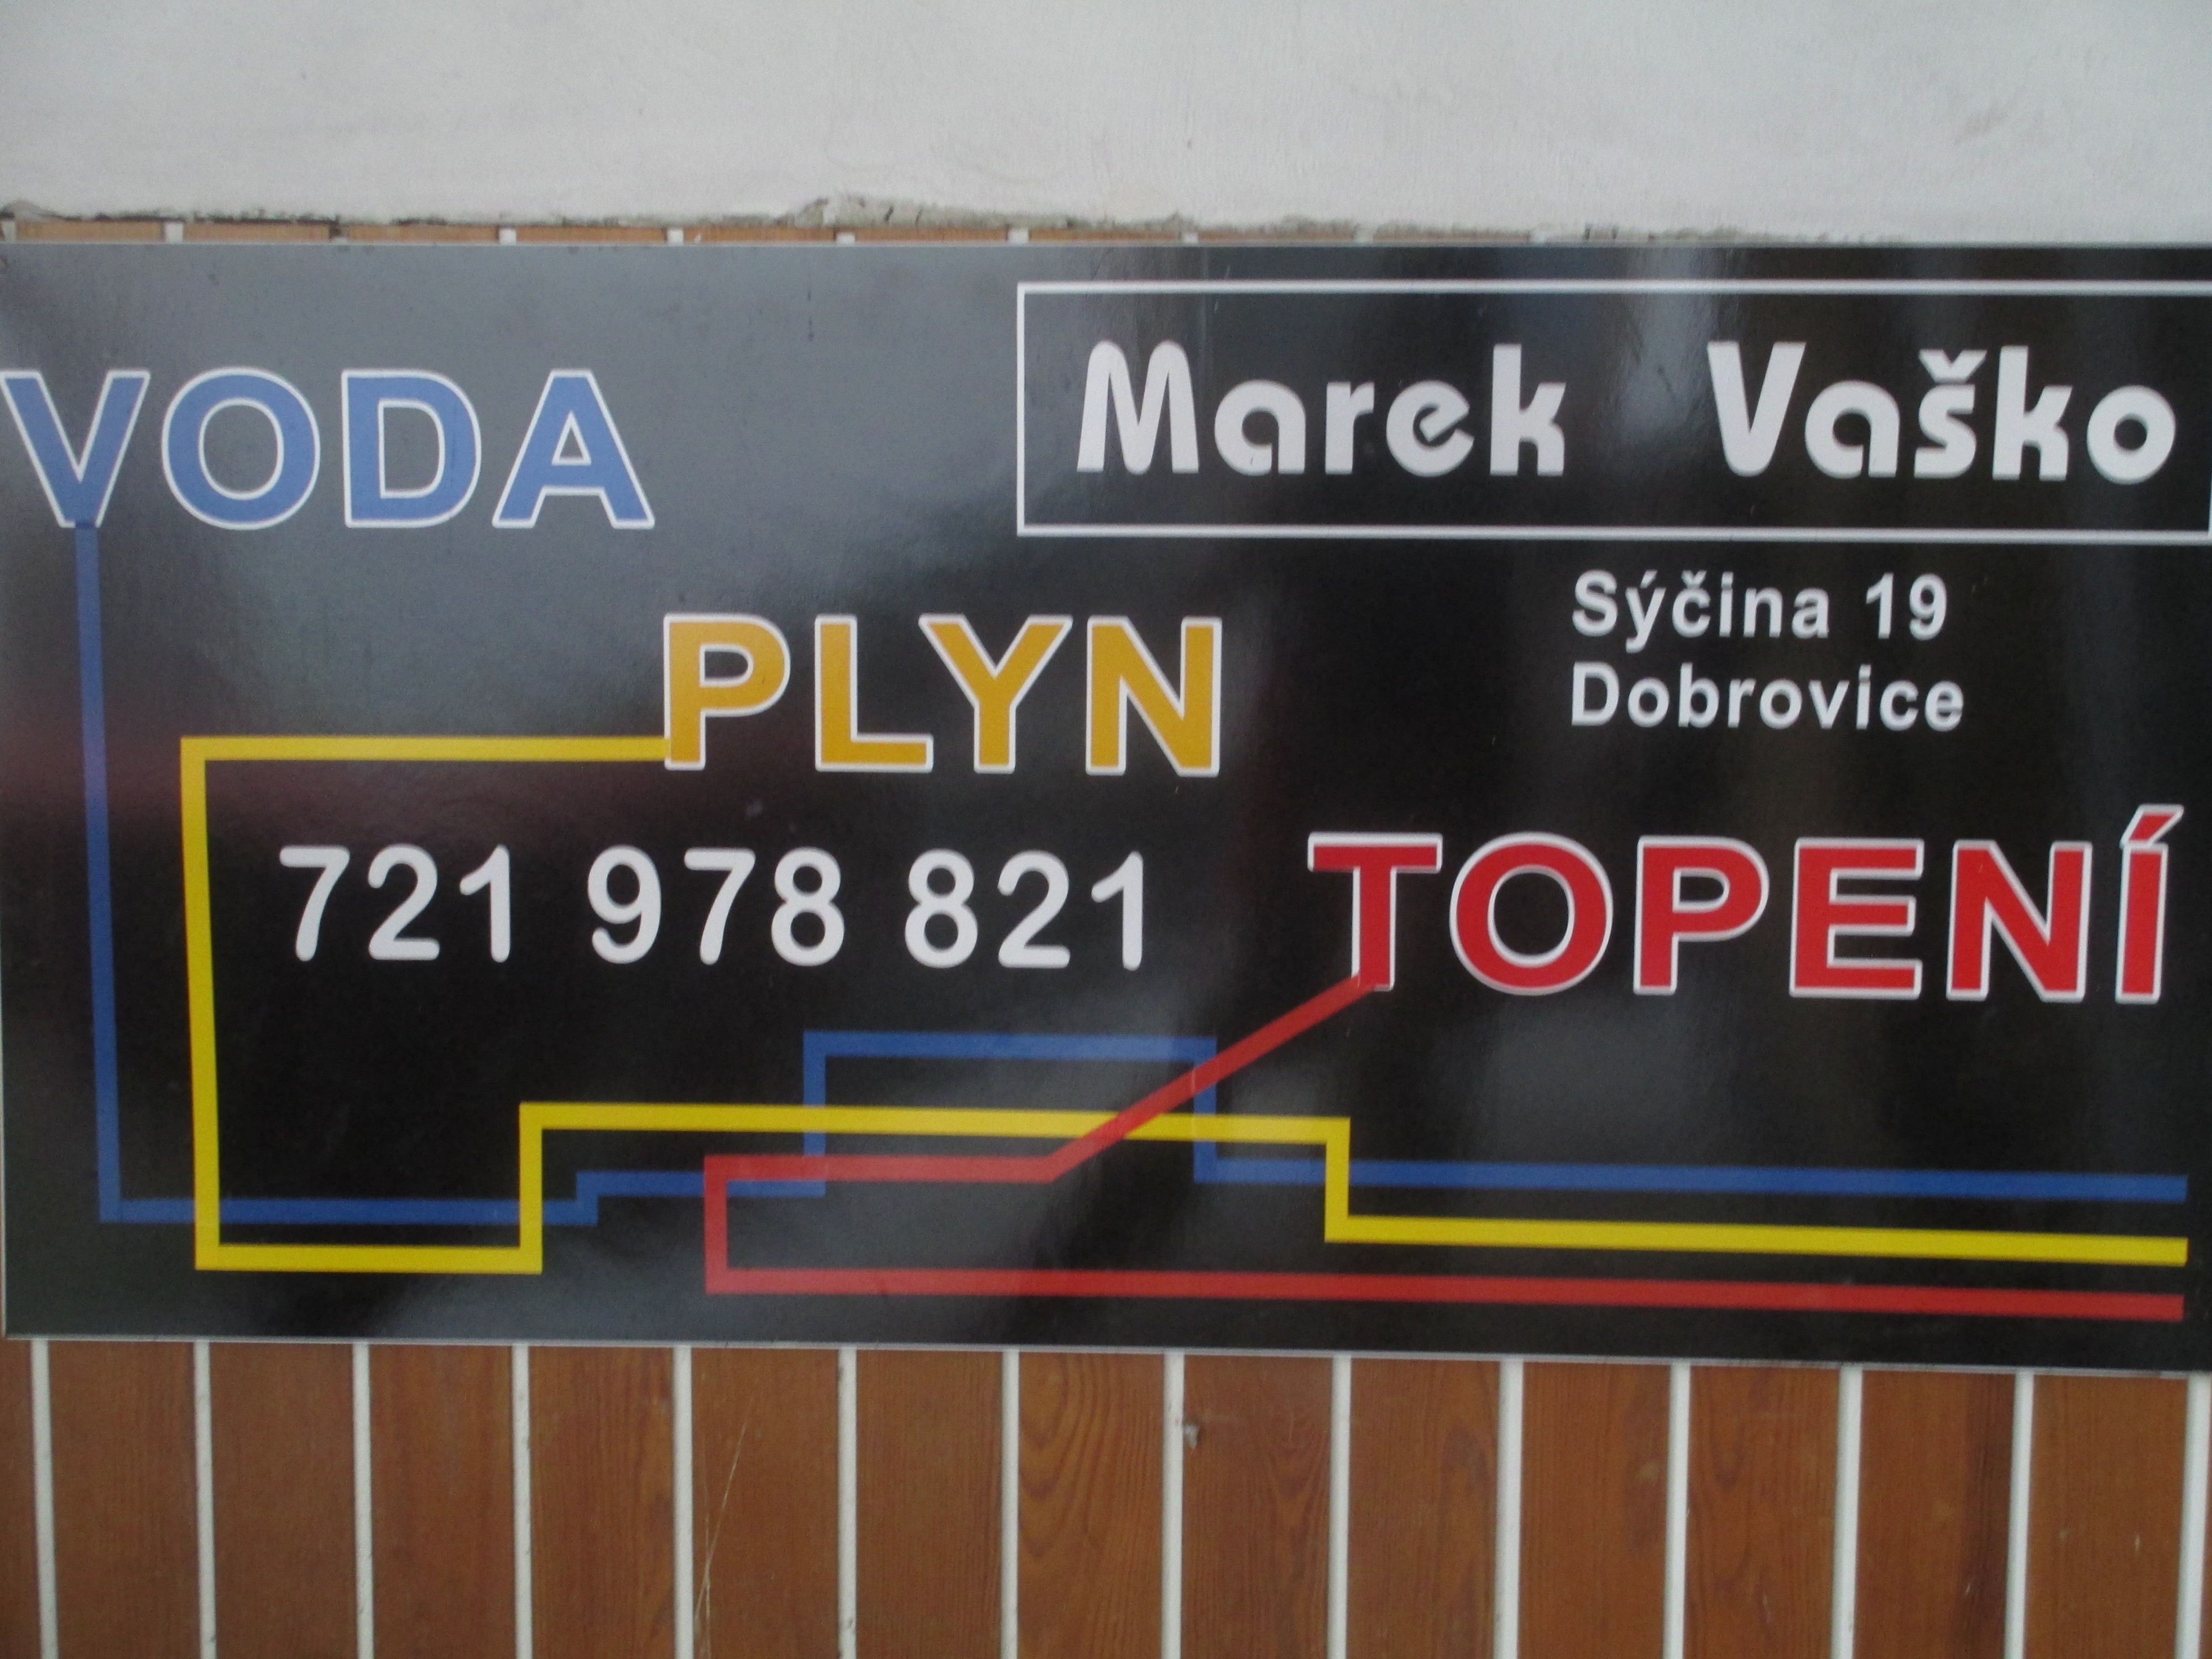 Marek Vaško
VODA
Sýčina 19
Dobrovice
PLYN
721 978 821
TOPENÍ